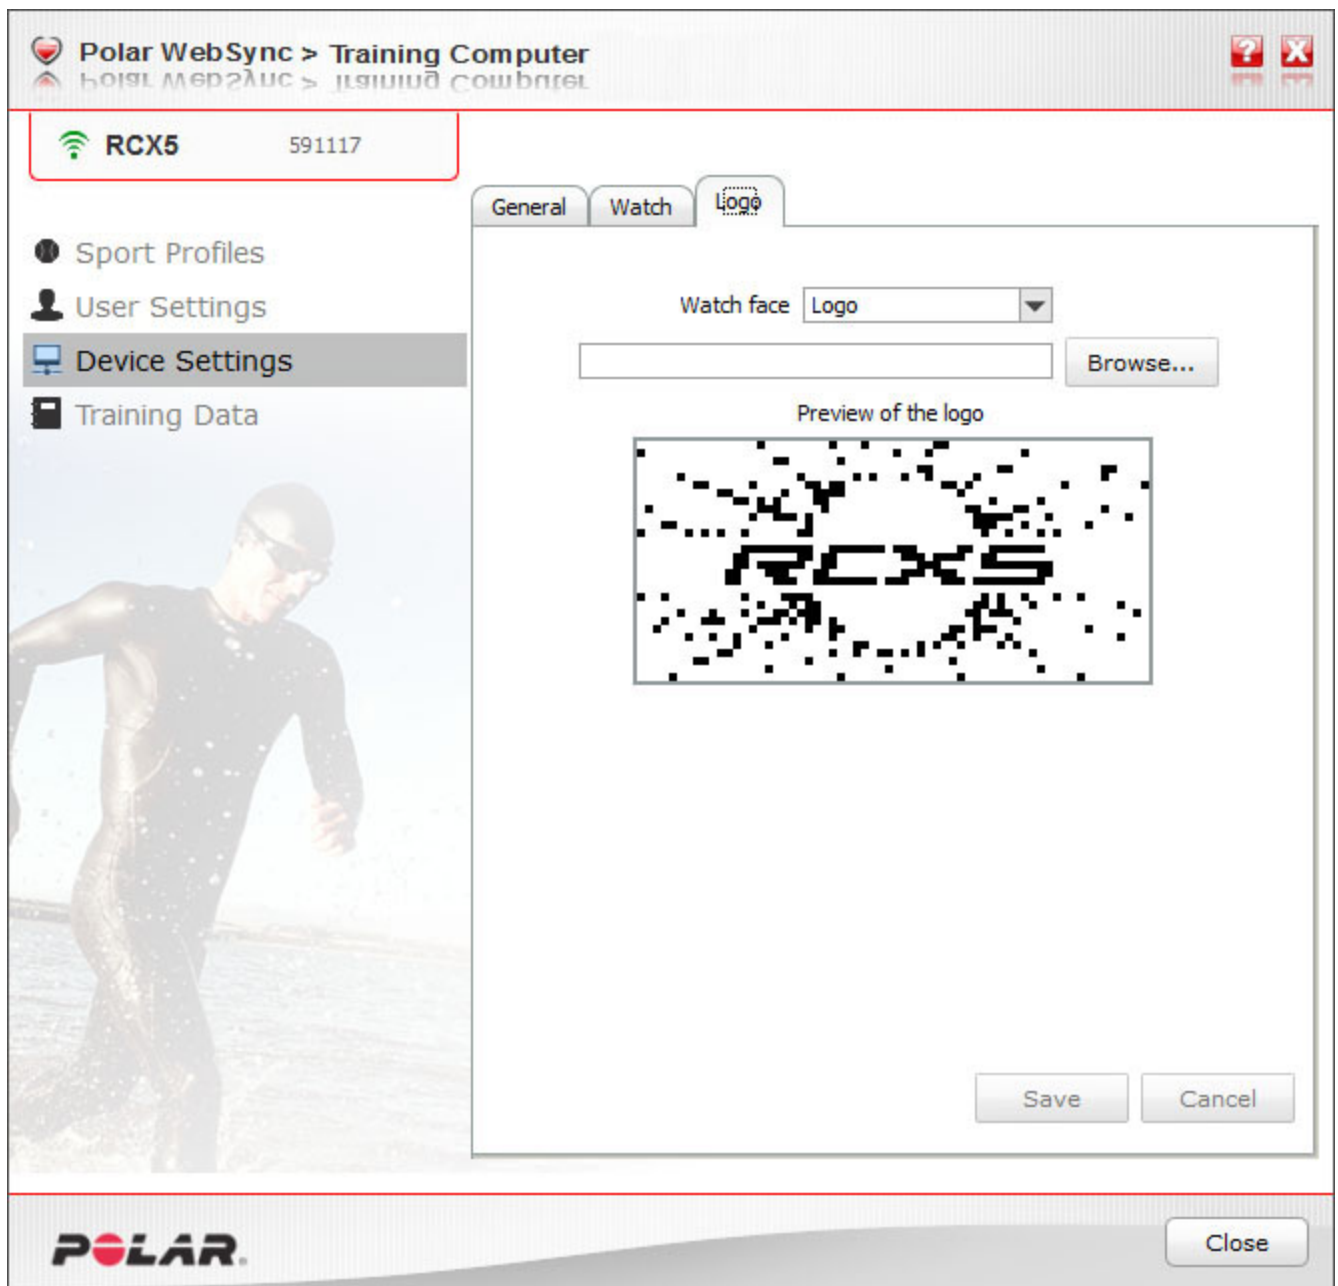 Polar WebSync > Training Computer
RCX5 591117
General Watch Logo
Sport Profiles
User Settings
Device Settings
Training Data
Watch face Logo
Browse...
Preview of the logo
RCX5
Save Cancel
POLAR.
Close